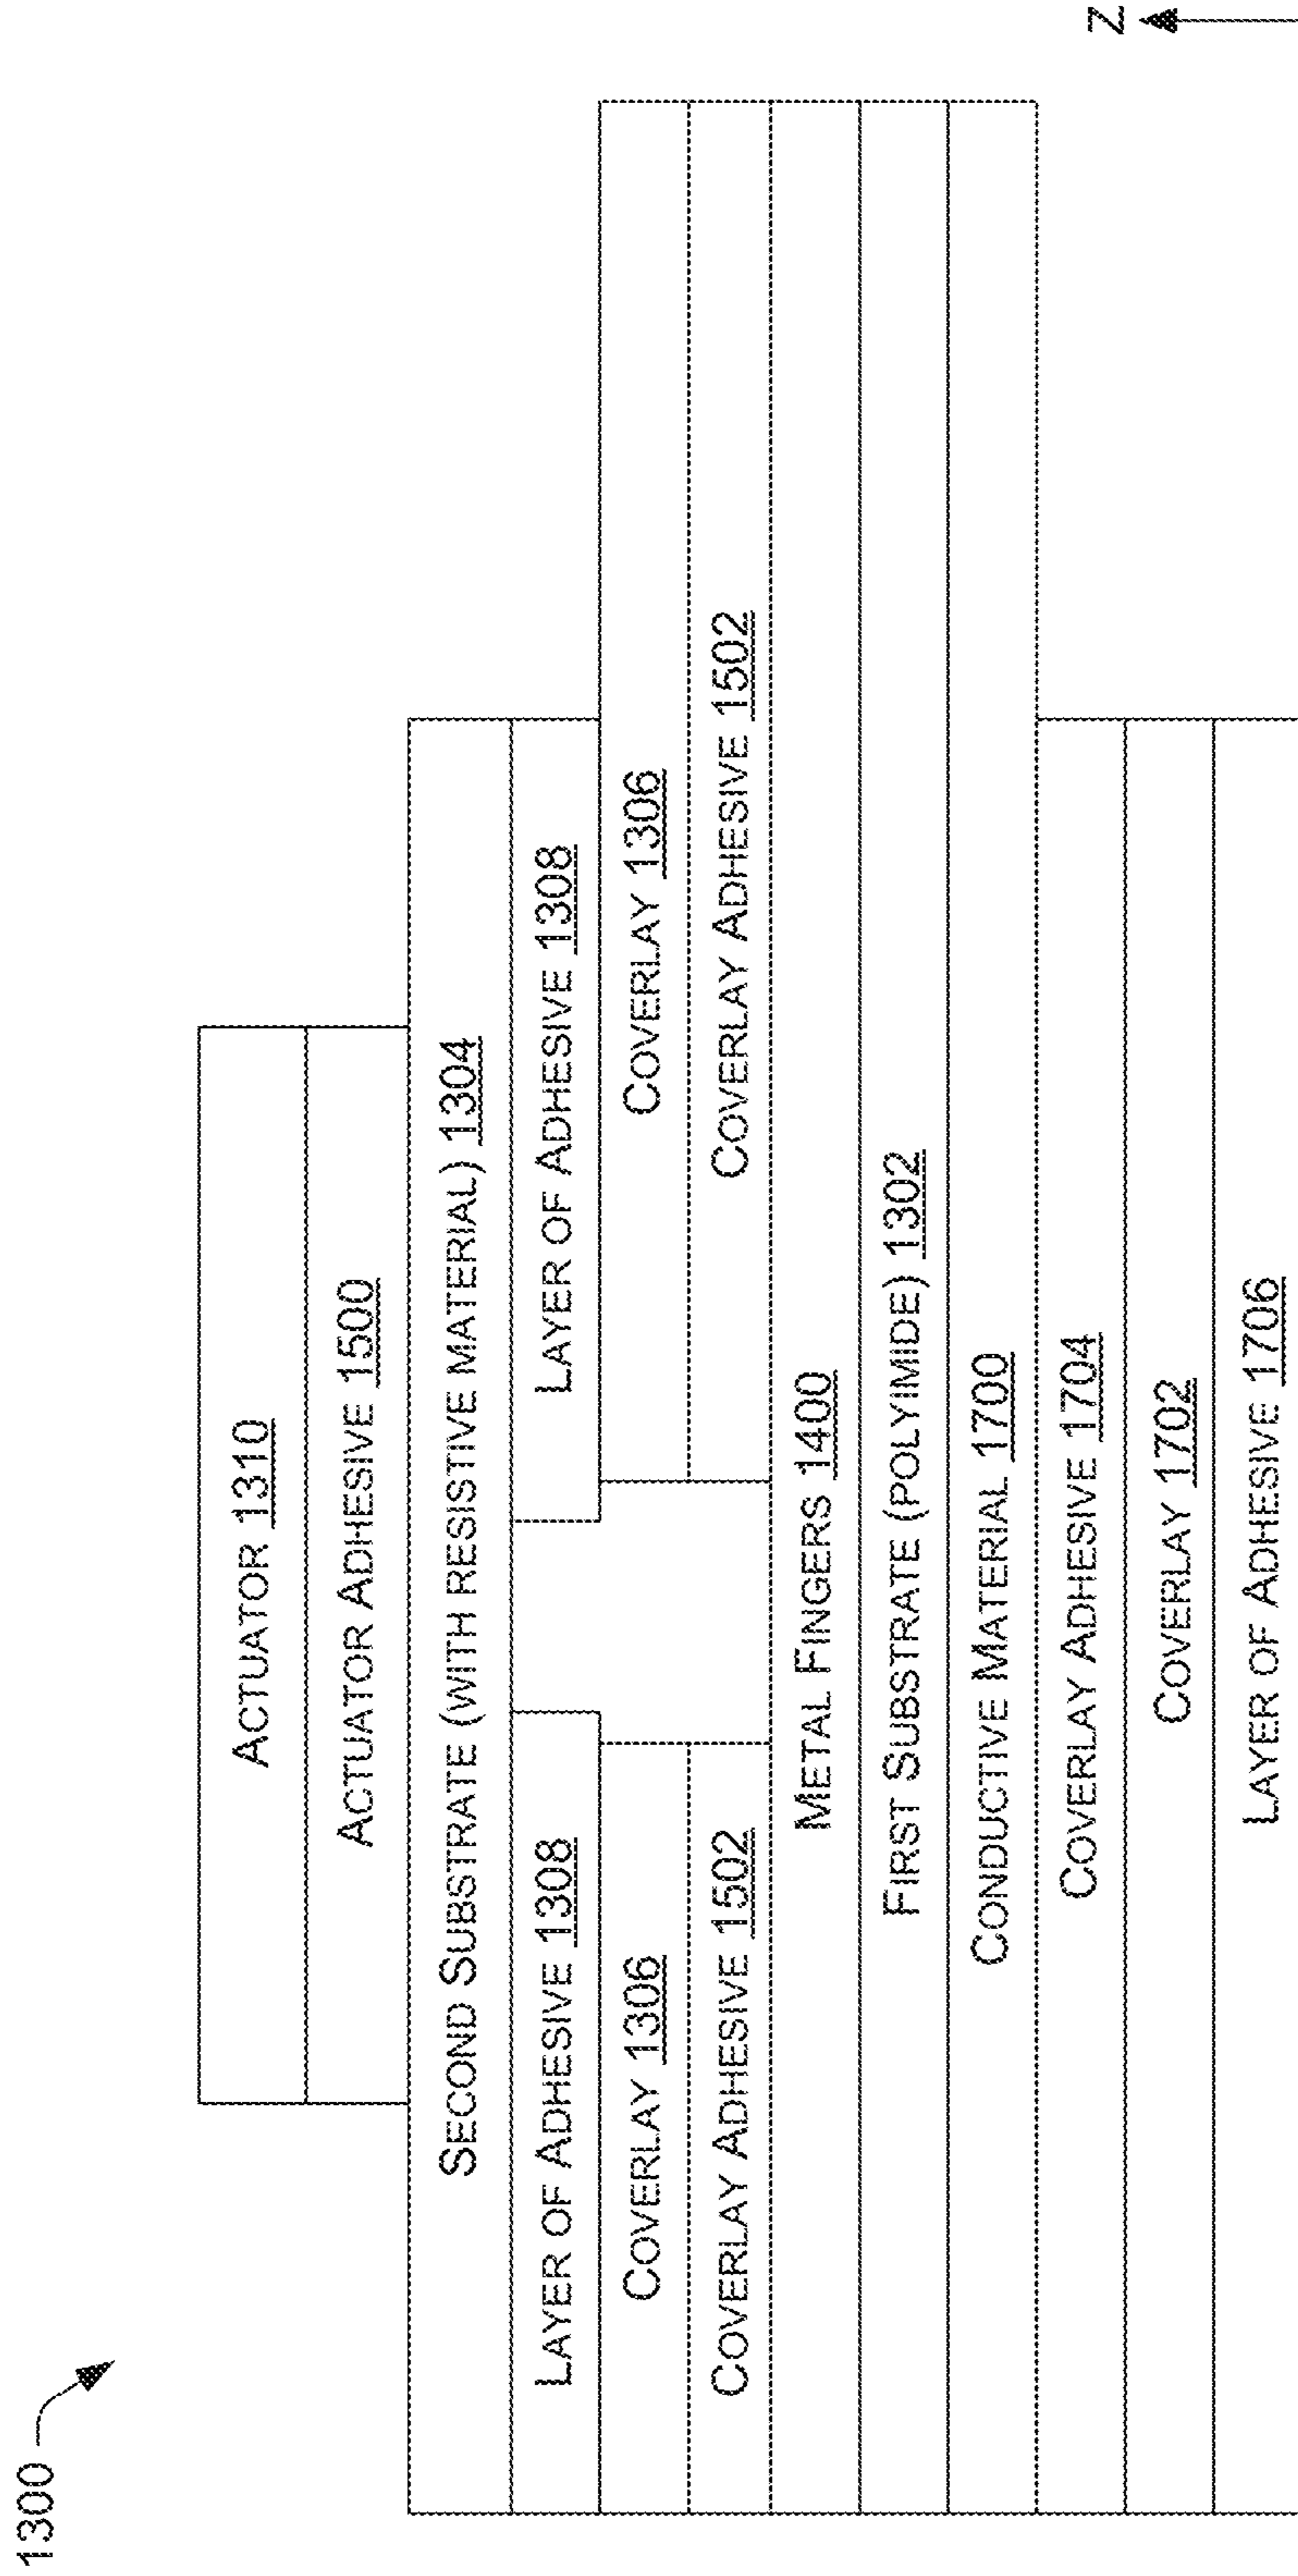 1300
Z
ACTUATOR 1310
ACTUATOR ADHESIVE 1500
SECOND SUBSTRATE (WITH RESISTIVE MATERIAL) 1304
LAYER OF ADHESIVE 1308
LAYER OF ADHESIVE 1308
COVERLAY 1306
COVERLAY 1306
COVERLAY ADHESIVE 1502
COVERLAY ADHESIVE 1502
METAL FINGERS 1400
FIRST SUBSTRATE (POLYIMIDE) 1302
CONDUCTIVE MATERIAL 1700
COVERLAY ADHESIVE 1704
COVERLAY 1702
LAYER OF ADHESIVE 1706